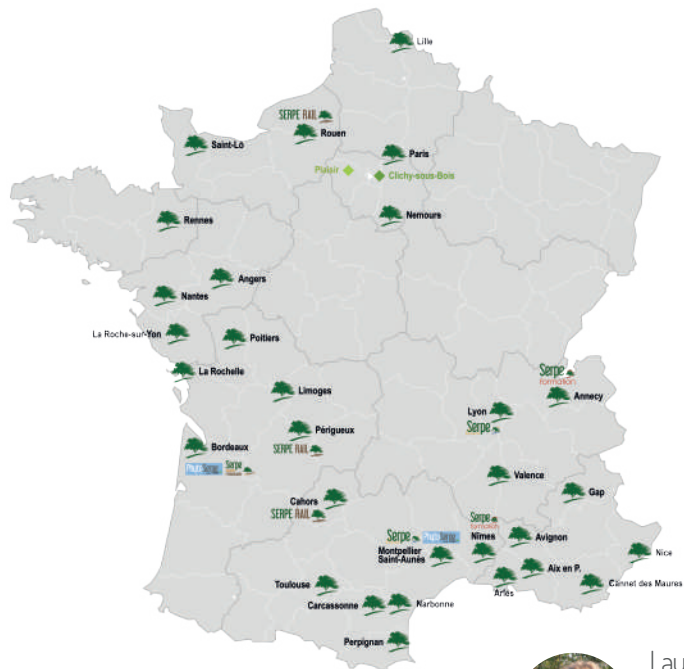 Lille
SERPE RAIL
Rouen
Saint-Lô
Paris
Plaisir
Clichy-sous-Bois
Rennes
Nemours
Angers
Nantes
La Roche-sur-Yon
Poitiers
La Rochelle
Serpe
formation
Limoges
Annecy
Lyon
Serpe
Périgueux
SERPE RAIL
Bordeaux
Serpe
Valence
Gap
Cahors
SERPE RAIL
Serpe
formation
Serpe
Nîmes
Avignon
Montpellier
Saint-Aunés
Nice
Aix en P.
Toulouse
Arles
Cannet des Maures
Carcassonne
Narbonne
Perpignan
Lau